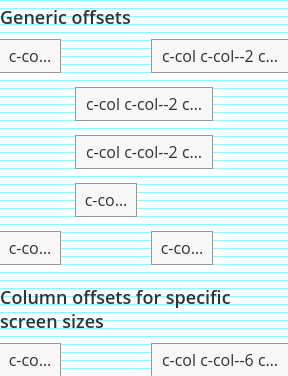 Generic offsets
c-co... c-col c-col--2 c...
c-col c-col--2 c...
c-col c-col--2 c...
c-co...
c-co... c-co...
Column offsets for specific
screen sizes
c-co... c-col c-col--6 c...